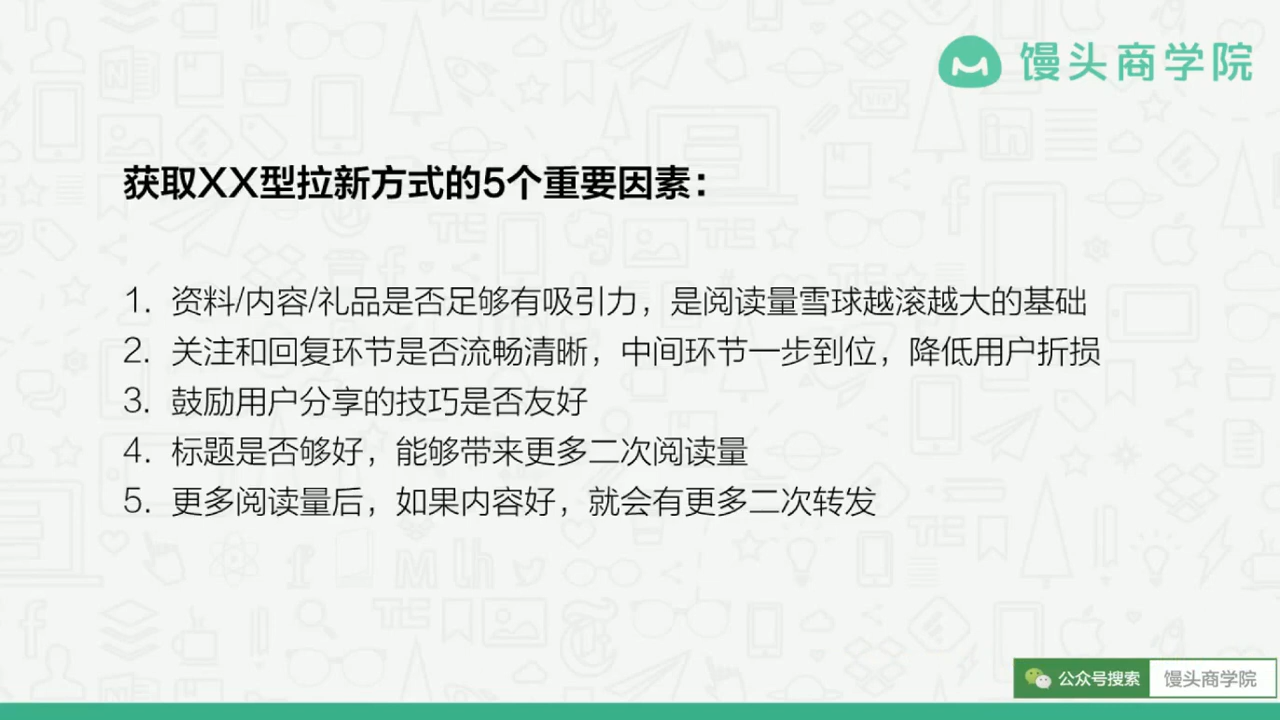 馒头商学院
获取XX型拉新方式的5个重要因素：
1. 资料/内容/礼品是否足够有吸引力，是阅读量雪球越滚越大的基础
2. 关注和回复环节是否流畅清晰，中间环节一步到位，降低用户折损
3. 鼓励用户分享的技巧是否友好
4. 标题是否够好，能够带来更多二次阅读量
5. 更多阅读量后，如果内容好，就会有更多二次转发
公众号搜索 馒头商学院